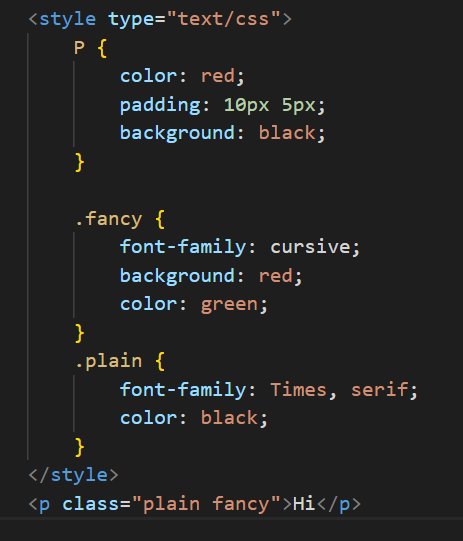 <style type="text/css">
P {
color: red;
padding: 10px 5px;
background: black;
}
.fancy {
font-family: cursive;
background: red;
color: green;
}
.plain {
font-family: Times, serif;
color: black;
}
</style>
<p class="plain fancy">Hi</p>